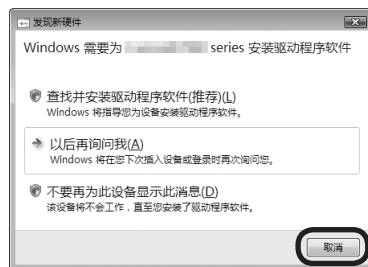 发现新硬件
Windows 需要为 series 安装驱动程序软件
查找并安装驱动程序软件(推荐)(L)
Windows 将指导您为设备安装驱动程序软件。
以后再询问我(A)
Windows 将在您下次插入设备或登录时再次询问您。
不要再为此设备显示此消息(D)
该设备将不会工作，直至您安装了驱动程序软件。
取消